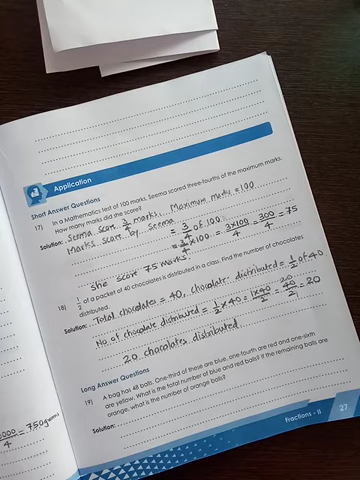 Application
Short Answer Questions
17) In a Mathematics test of 100 marks, Seema scored three-fourths of the maximum marks.
How many marks did she score?
Solution: Seema scor 3/4 marks, Maximum marks = 100
Marks scor by Seema = 3/4 of 100
= 3/4 × 100 = 3×100/4 = 300/4 = 75
She score 75 marks
18) 1/2 of a packet of 40 chocolates is distributed in a class. Find the number of chocolates
distributed.
Solution: Total chocolates = 40, chocolate distributed = 1/2 of 40
No of chocolate distributed = 1/2 × 40 = 1×40/2 = 40/2 = 20
20 chocolates distributed.
Long Answer Questions
19) A bag has 48 balls. One-third of these are blue, one-fourth are red and one-sixth
are yellow. What is the total number of blue and red balls? If the remaining balls are
orange, what is the number of orange balls?
Solution:
000/4 = 750grams
Fractions - II 27